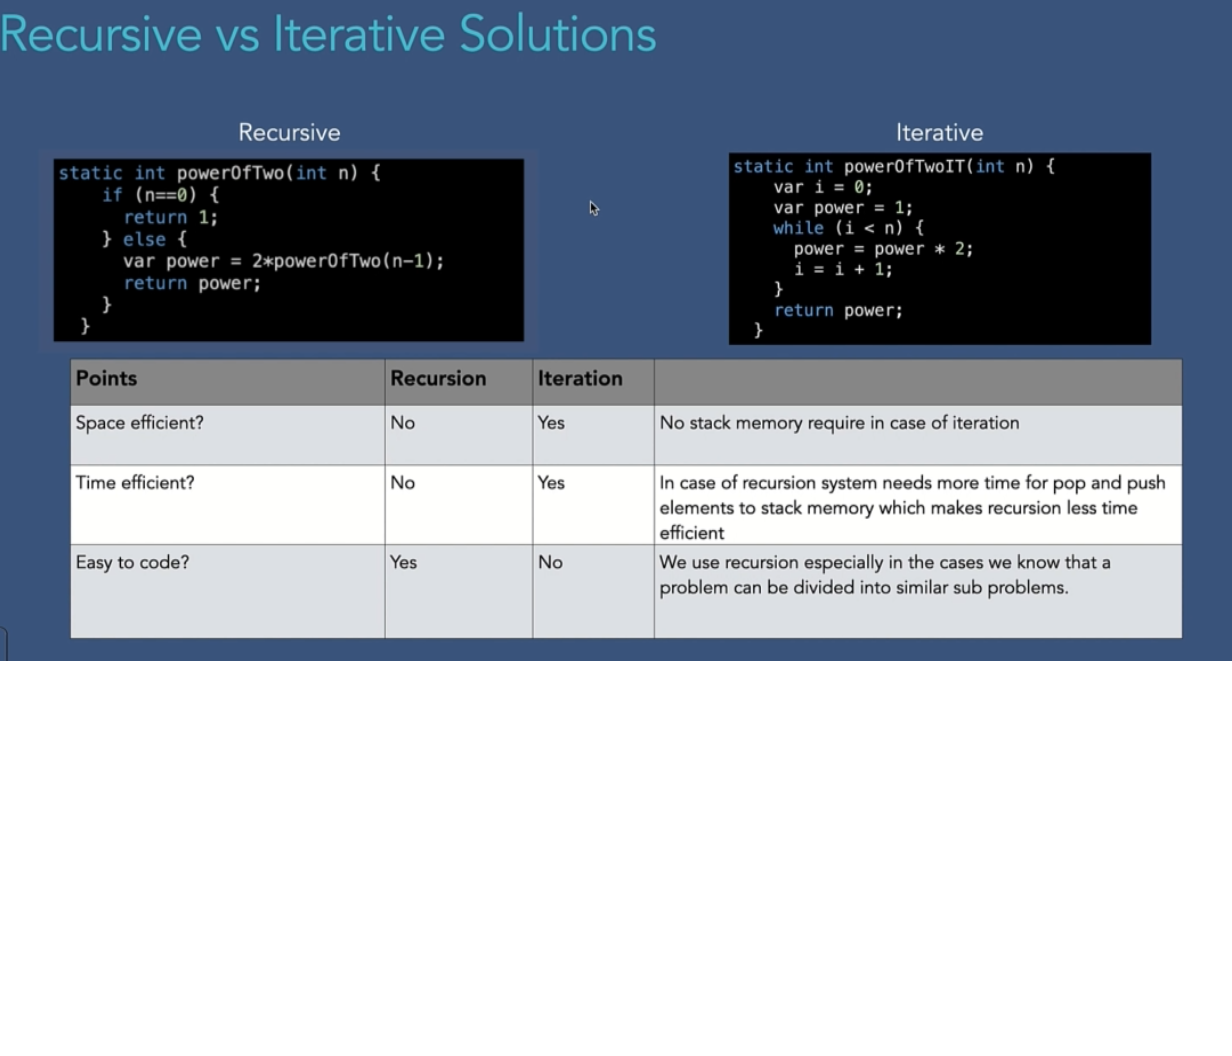 Recursive vs Iterative Solutions
Recursive
static int powerOfTwo(int n) {
if (n==0) {
return 1;
} else {
var power = 2*powerOfTwo(n-1);
return power;
}
}
Iterative
static int powerOfTwoIT(int n) {
var i = 0;
var power = 1;
while (i < n) {
power = power * 2;
i = i + 1;
}
return power;
}
Points Recursion Iteration
Space efficient? No Yes No stack memory require in case of iteration
Time efficient? No Yes In case of recursion system needs more time for pop and push
elements to stack memory which makes recursion less time
efficient
Easy to code? Yes No We use recursion especially in the cases we know that a
problem can be divided into similar sub problems.